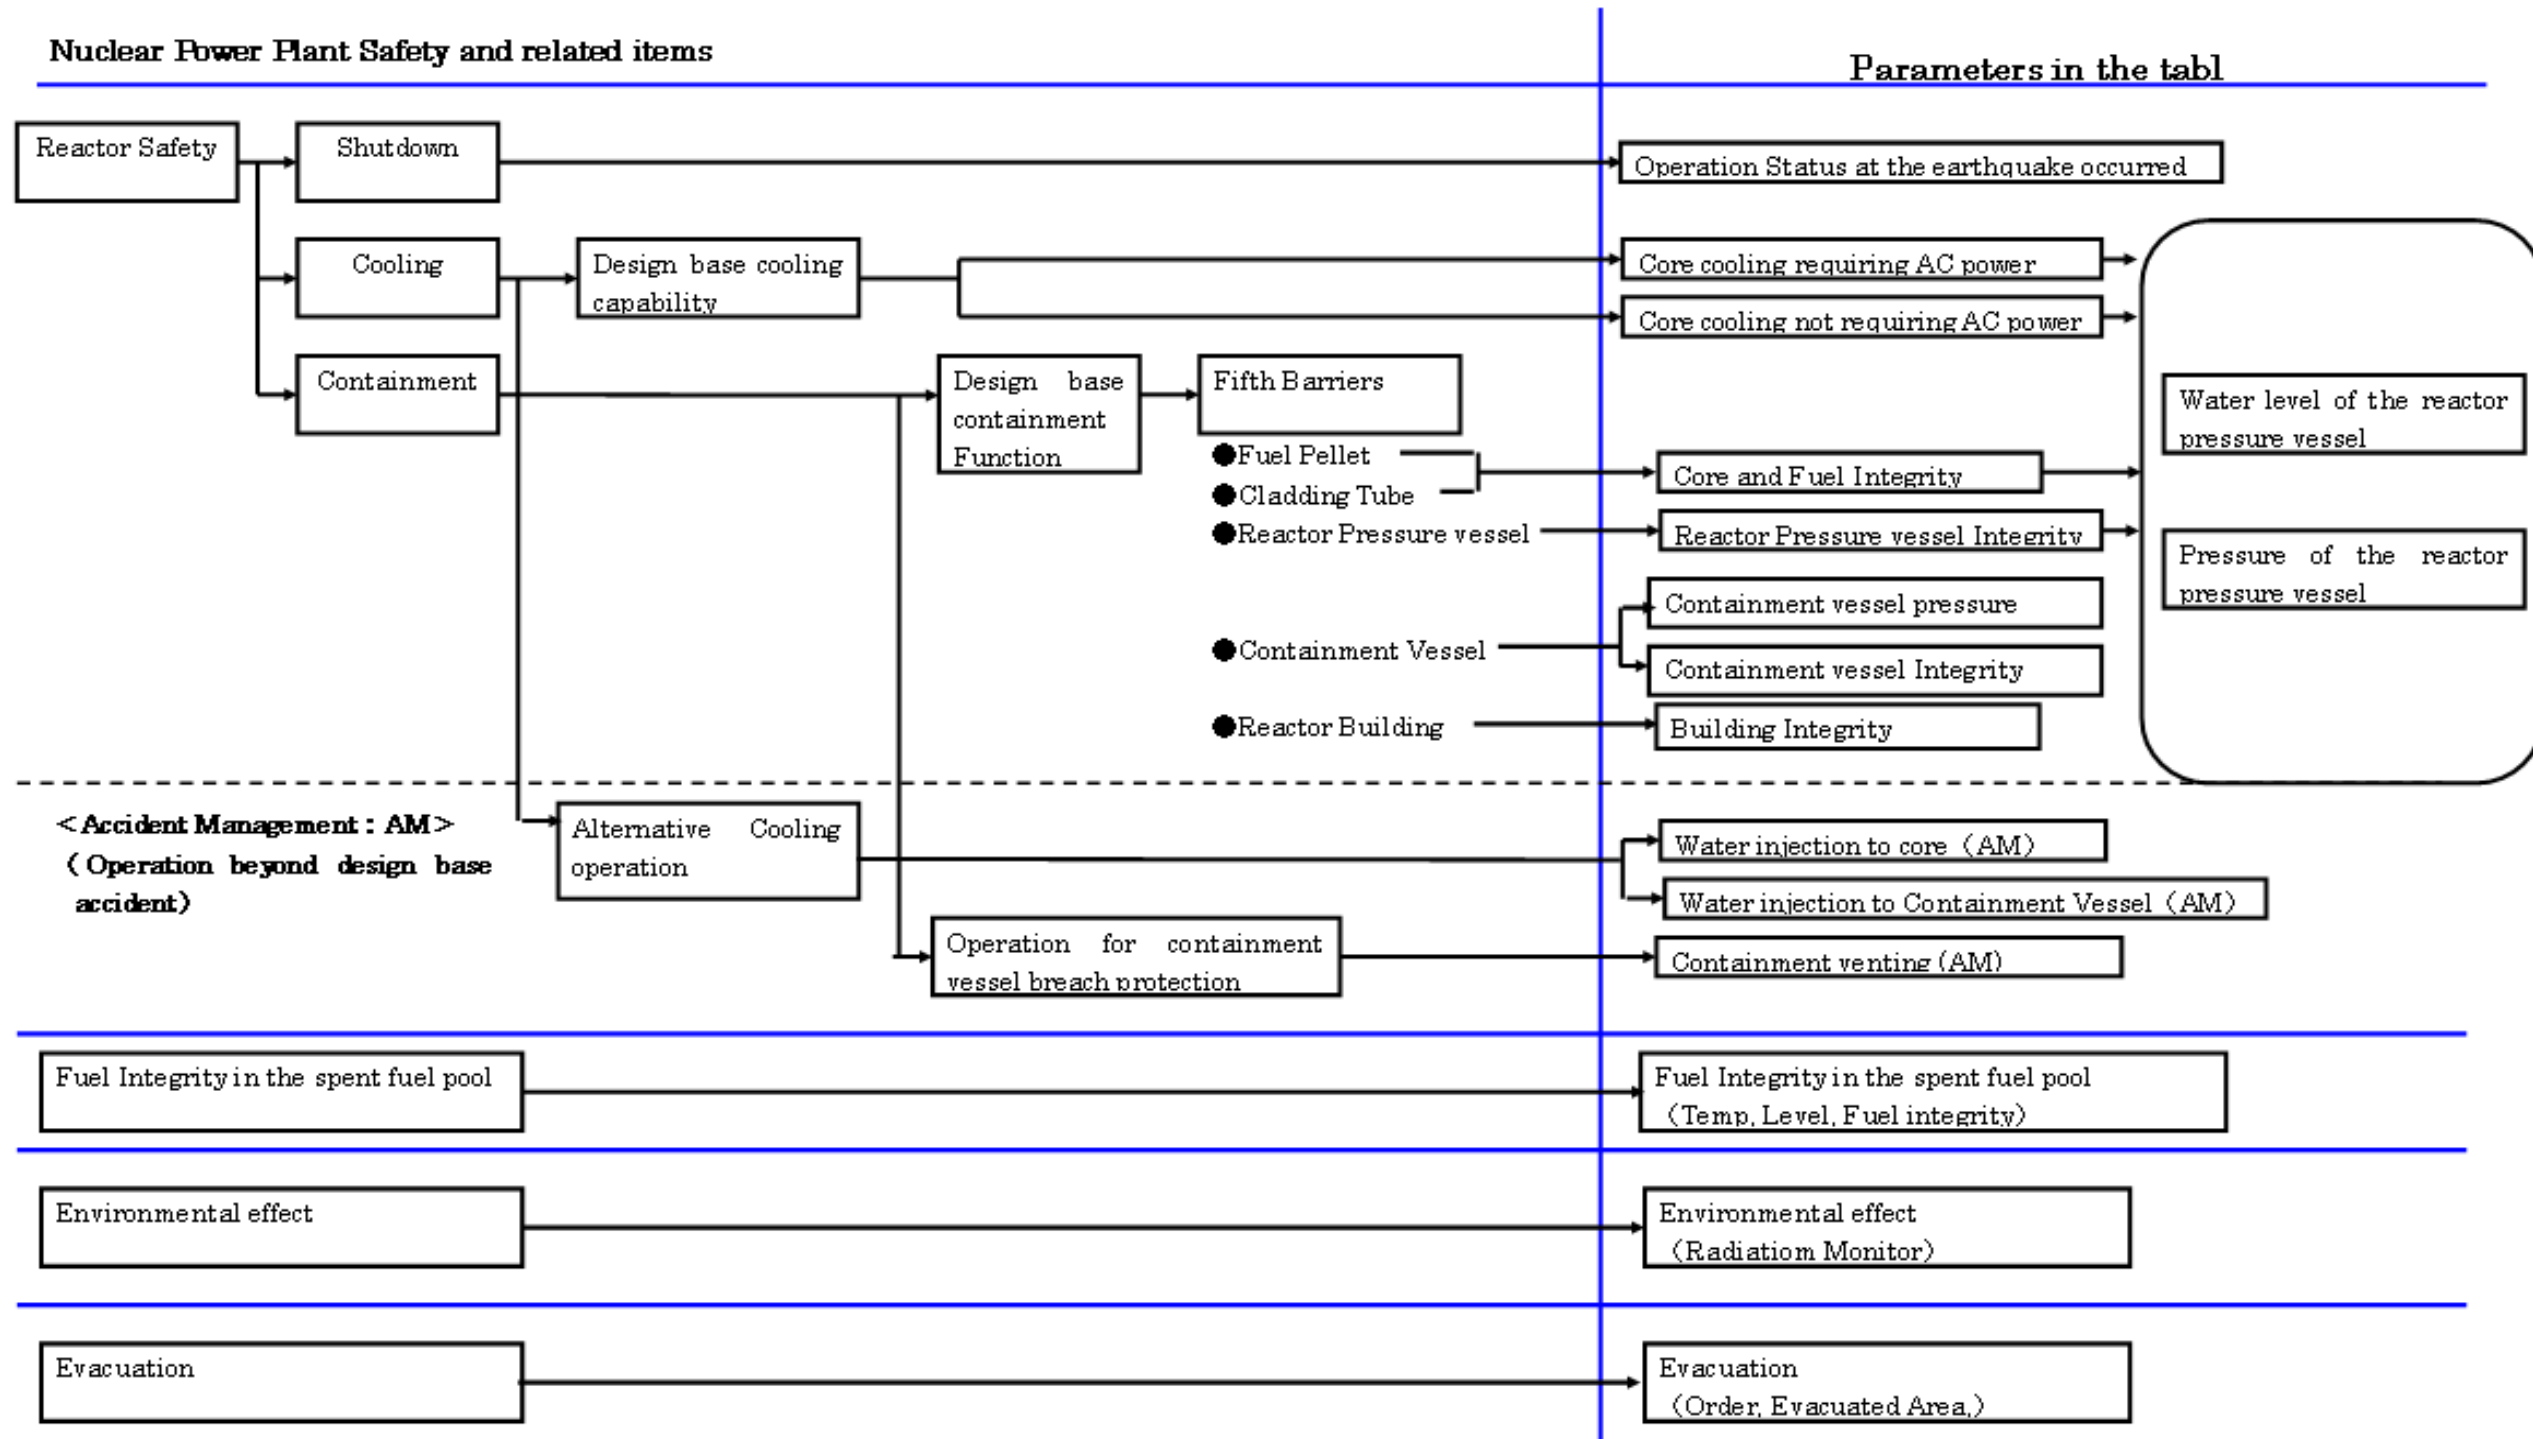 Nuclear Power Plant Safety and related items
Parameters in the tabl
Reactor Safety
Shutdown
Operation Status at the earthquake occurred
Cooling
Design base cooling
capability
Core cooling requiring AC power
Core cooling not requiring AC power
Containment
Design base
containment
Function
Fifth Barriers
●Fuel Pellet
●Cladding Tube
●Reactor Pressure vessel
●Containment Vessel
●Reactor Building
Core and Fuel Integrity
Reactor Pressure vessel Integrity
Containment vessel pressure
Containment vessel Integrity
Building Integrity
Water level of the reactor
pressure vessel
Pressure of the reactor
pressure vessel
<Accident Management : AM>
(Operation beyond design base
accident)
Alternative Cooling
operation
Water injection to core (AM)
Water injection to Containment Vessel (AM)
Operation for containment
vessel breach protection
Containment venting (AM)
Fuel Integrity in the spent fuel pool
Fuel Integrity in the spent fuel pool
(Temp, Level, Fuel integrity)
Environmental effect
Environmental effect
(Radiatiom Monitor)
Evacuation
Evacuation
(Order, Evacuated Area,)